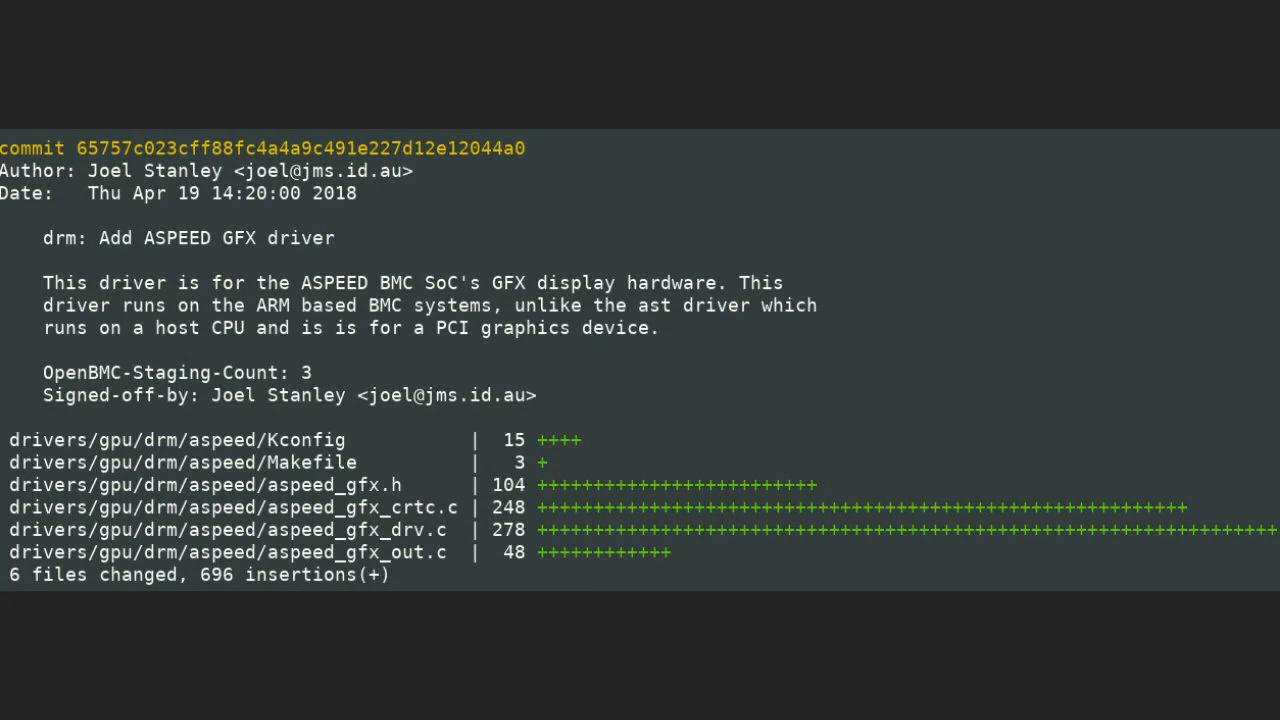 commit 65757c023cff88fc4a4a9c491e227d12e12044a0
Author: Joel Stanley <joel@jms.id.au>
Date:   Thu Apr 19 14:20:00 2018
drm: Add ASPEED GFX driver
This driver is for the ASPEED BMC SoC's GFX display hardware. This
driver runs on the ARM based BMC systems, unlike the ast driver which
runs on a host CPU and is is for a PCI graphics device.
OpenBMC-Staging-Count: 3
Signed-off-by: Joel Stanley <joel@jms.id.au>
drivers/gpu/drm/aspeed/Kconfig           |  15 ++++
drivers/gpu/drm/aspeed/Makefile          |   3 +
drivers/gpu/drm/aspeed/aspeed_gfx.h      | 104 +++++++++++++++++++++++++
drivers/gpu/drm/aspeed/aspeed_gfx_crtc.c | 248 ++++++++++++++++++++++++++++++++++++++++++++++++++++++++++
drivers/gpu/drm/aspeed/aspeed_gfx_drv.c  | 278 ++++++++++++++++++++++++++++++++++++++++++++++++++++++++++++++++++
drivers/gpu/drm/aspeed/aspeed_gfx_out.c  |  48 ++++++++++++
6 files changed, 696 insertions(+)